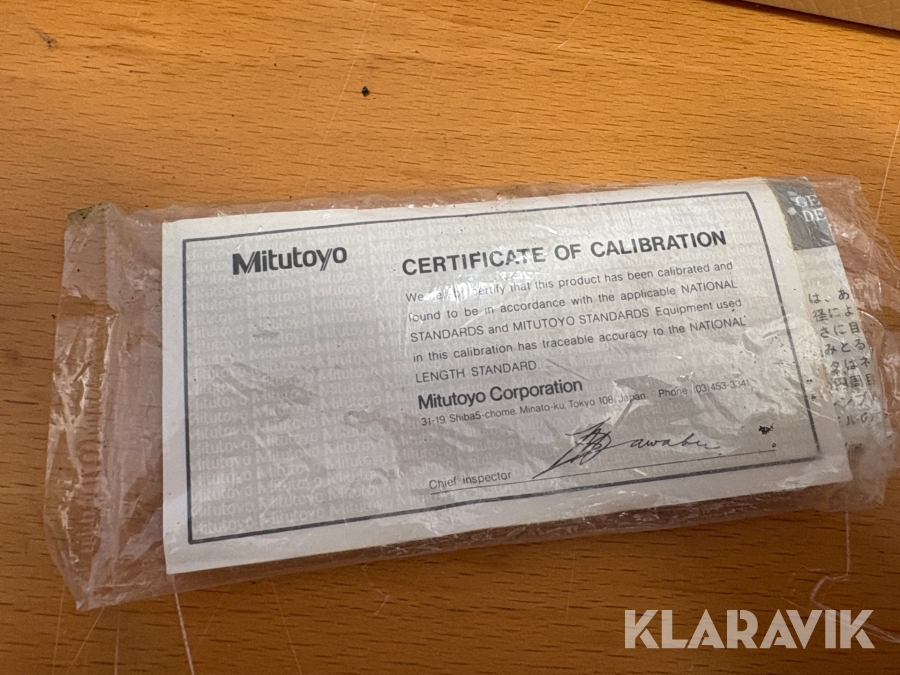 Mitutoyo
CERTIFICATE OF CALIBRATION
We certify that this product has been calibrated and
found to be in accordance with the applicable NATIONAL
STANDARDS and MITUTOYO STANDARDS Equipment used
in this calibration has traceable accuracy to the NATIONAL
LENGTH STANDARD.
Mitutoyo Corporation
31-19, Shiba5-chome, Minato-ku, Tokyo 108, Japan. Phone (03)453-3341
Chief inspector
GE
DE
は、あ
径によ
さに目
みとる
KLARAVIK